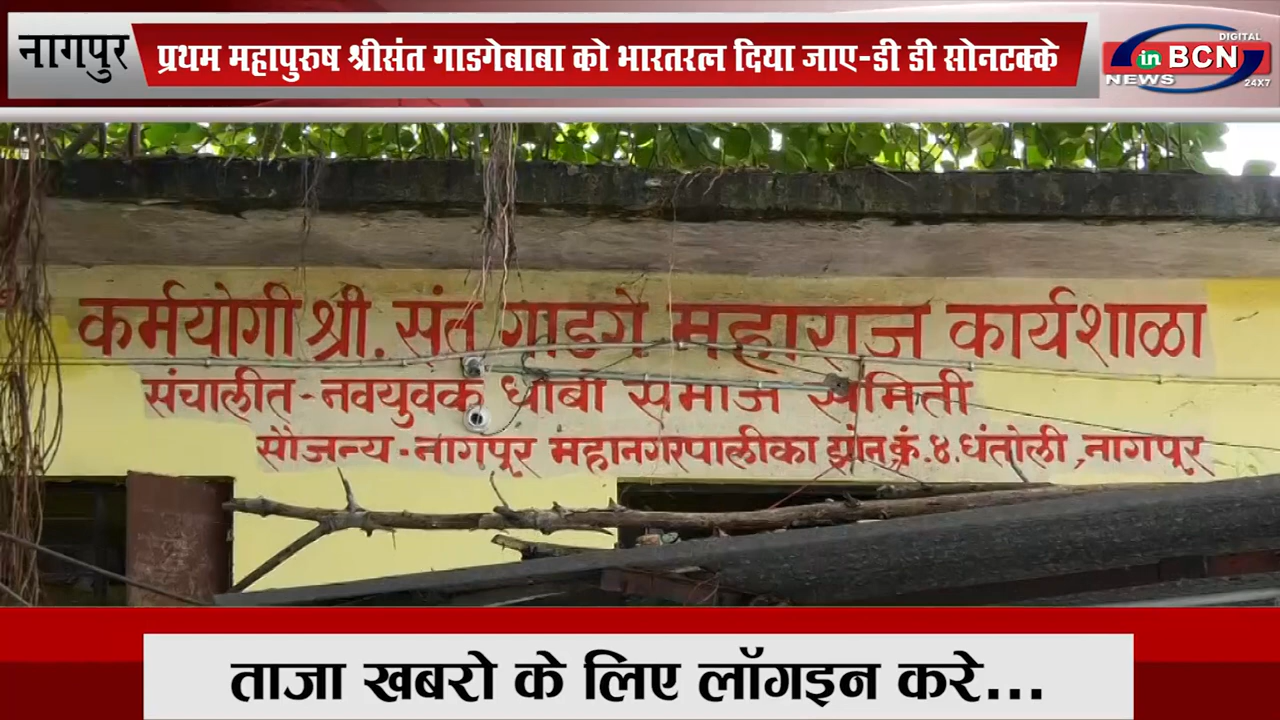 नागपुर
प्रथम महापुरुष श्रीसंत गाडगेबाबा को भारतरत्न दिया जाए-डी डी सोनटक्के
DIGITAL
in BCN
NEWS 24X7
कर्मयोगी श्री. संत गाडगे महाराज कार्यशाळा
संचालीत - नवयुवक धोबी समाज समिती
सौजन्य - नागपूर महानगरपालीका झोन क्रं. ४. धंतोली, नागपूर
ताजा खबरो के लिए लॉगइन करे...